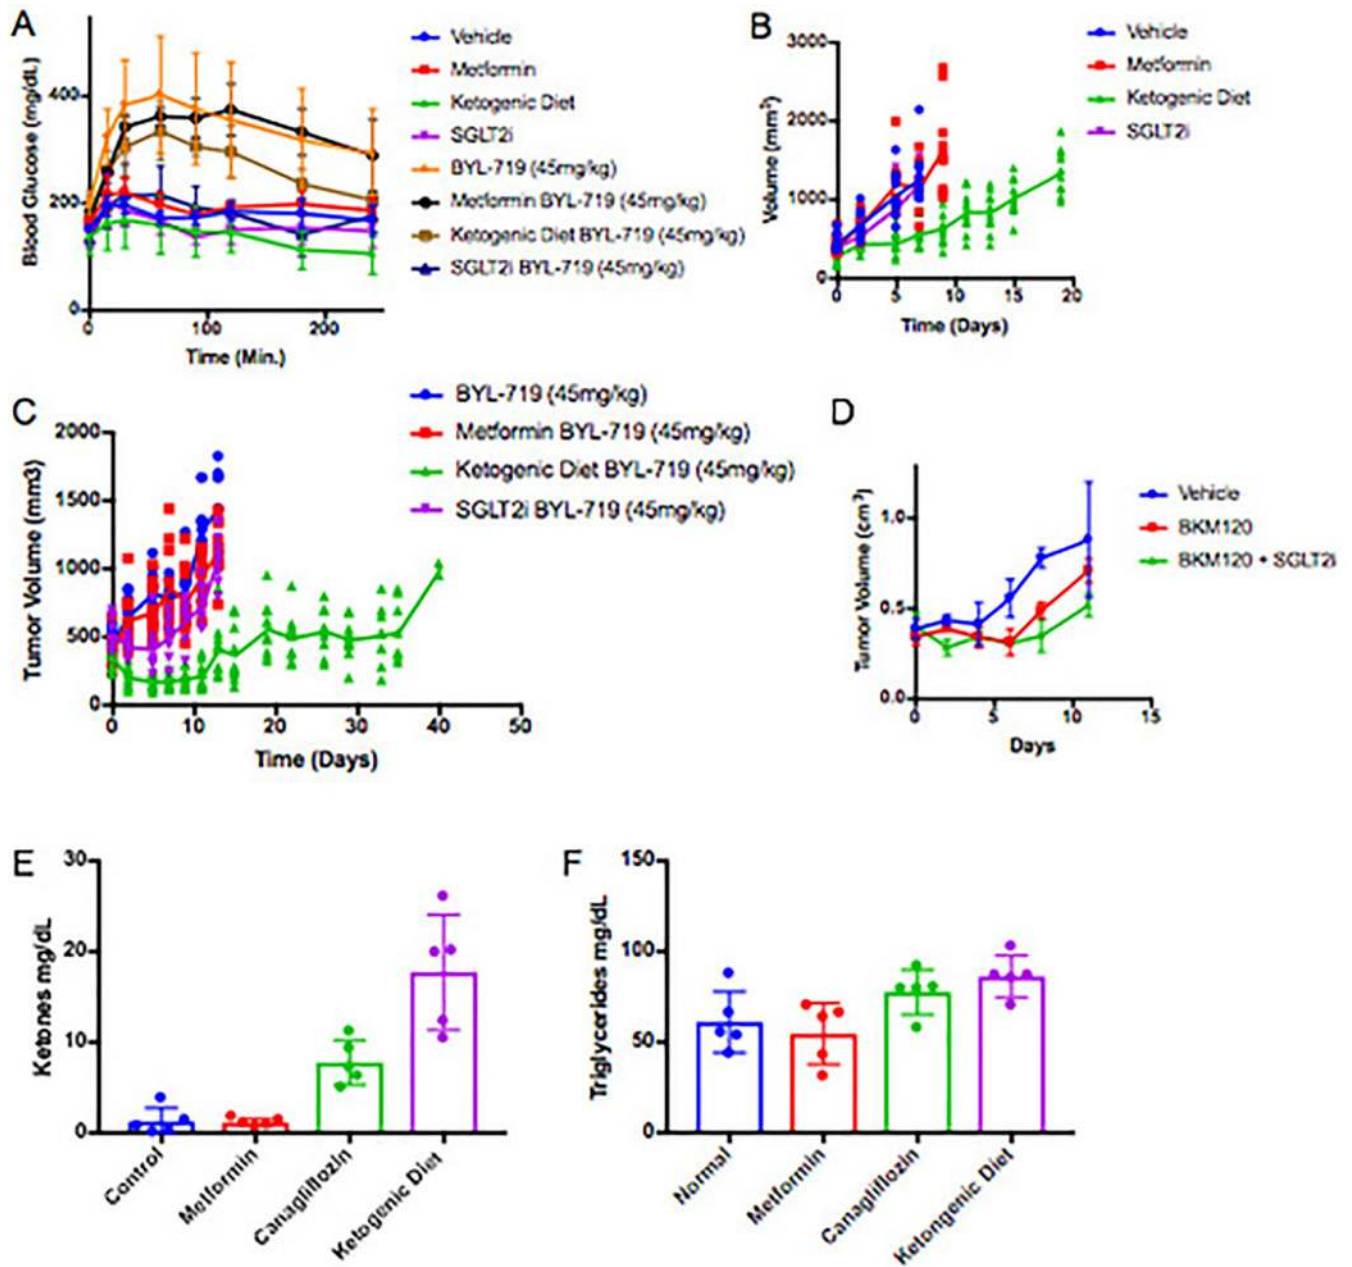 A
Blood Glucose (mg/dL)
400
200
0
0
100
200
Time (Min.)
Vehicle
Metformin
Ketogenic Diet
SGLT2i
BYL-719 (45mg/kg)
Metformin BYL-719 (45mg/kg)
Ketogenic Diet BYL-719 (45mg/kg)
SGLT2i BYL-719 (45mg/kg)
B
Volume (mm³)
3000
2000
1000
0
0
5
10
15
20
Time (Days)
Vehicle
Metformin
Ketogenic Diet
SGLT2i
C
Tumor Volume (mm3)
2000
1500
1000
500
0
0
10
20
30
40
50
Time (Days)
BYL-719 (45mg/kg)
Metformin BYL-719 (45mg/kg)
Ketogenic Diet BYL-719 (45mg/kg)
SGLT2i BYL-719 (45mg/kg)
D
Tumor Volume (cm³)
1.0
0.5
0.0
0
5
10
15
Days
Vehicle
BKM120
BKM120 + SGLT2i
E
Ketones mg/dL
30
20
10
0
Control
Metformin
Canagliflozin
Ketogenic Diet
F
Triglycerides mg/dL
150
100
50
0
Normal
Metformin
Canagliflozin
Ketongenic Diet